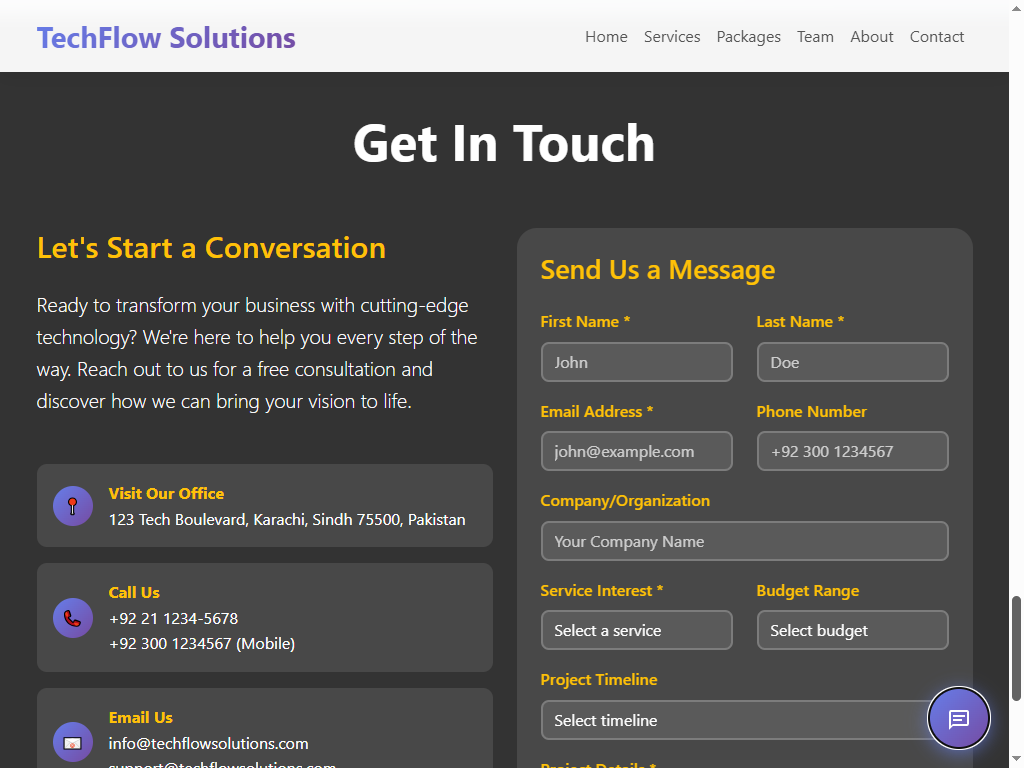 TechFlow Solutions
Home Services Packages Team About Contact
Get In Touch
Let's Start a Conversation
Ready to transform your business with cutting-edge
technology? We're here to help you every step of the
way. Reach out to us for a free consultation and
discover how we can bring your vision to life.
Visit Our Office
123 Tech Boulevard, Karachi, Sindh 75500, Pakistan
Call Us
+92 21 1234-5678
+92 300 1234567 (Mobile)
Email Us
info@techflowsolutions.com
support@techflowsolutions.com
Send Us a Message
First Name * Last Name *
John Doe
Email Address * Phone Number
john@example.com +92 300 1234567
Company/Organization
Your Company Name
Service Interest * Budget Range
Select a service Select budget
Project Timeline
Select timeline
Project Details *